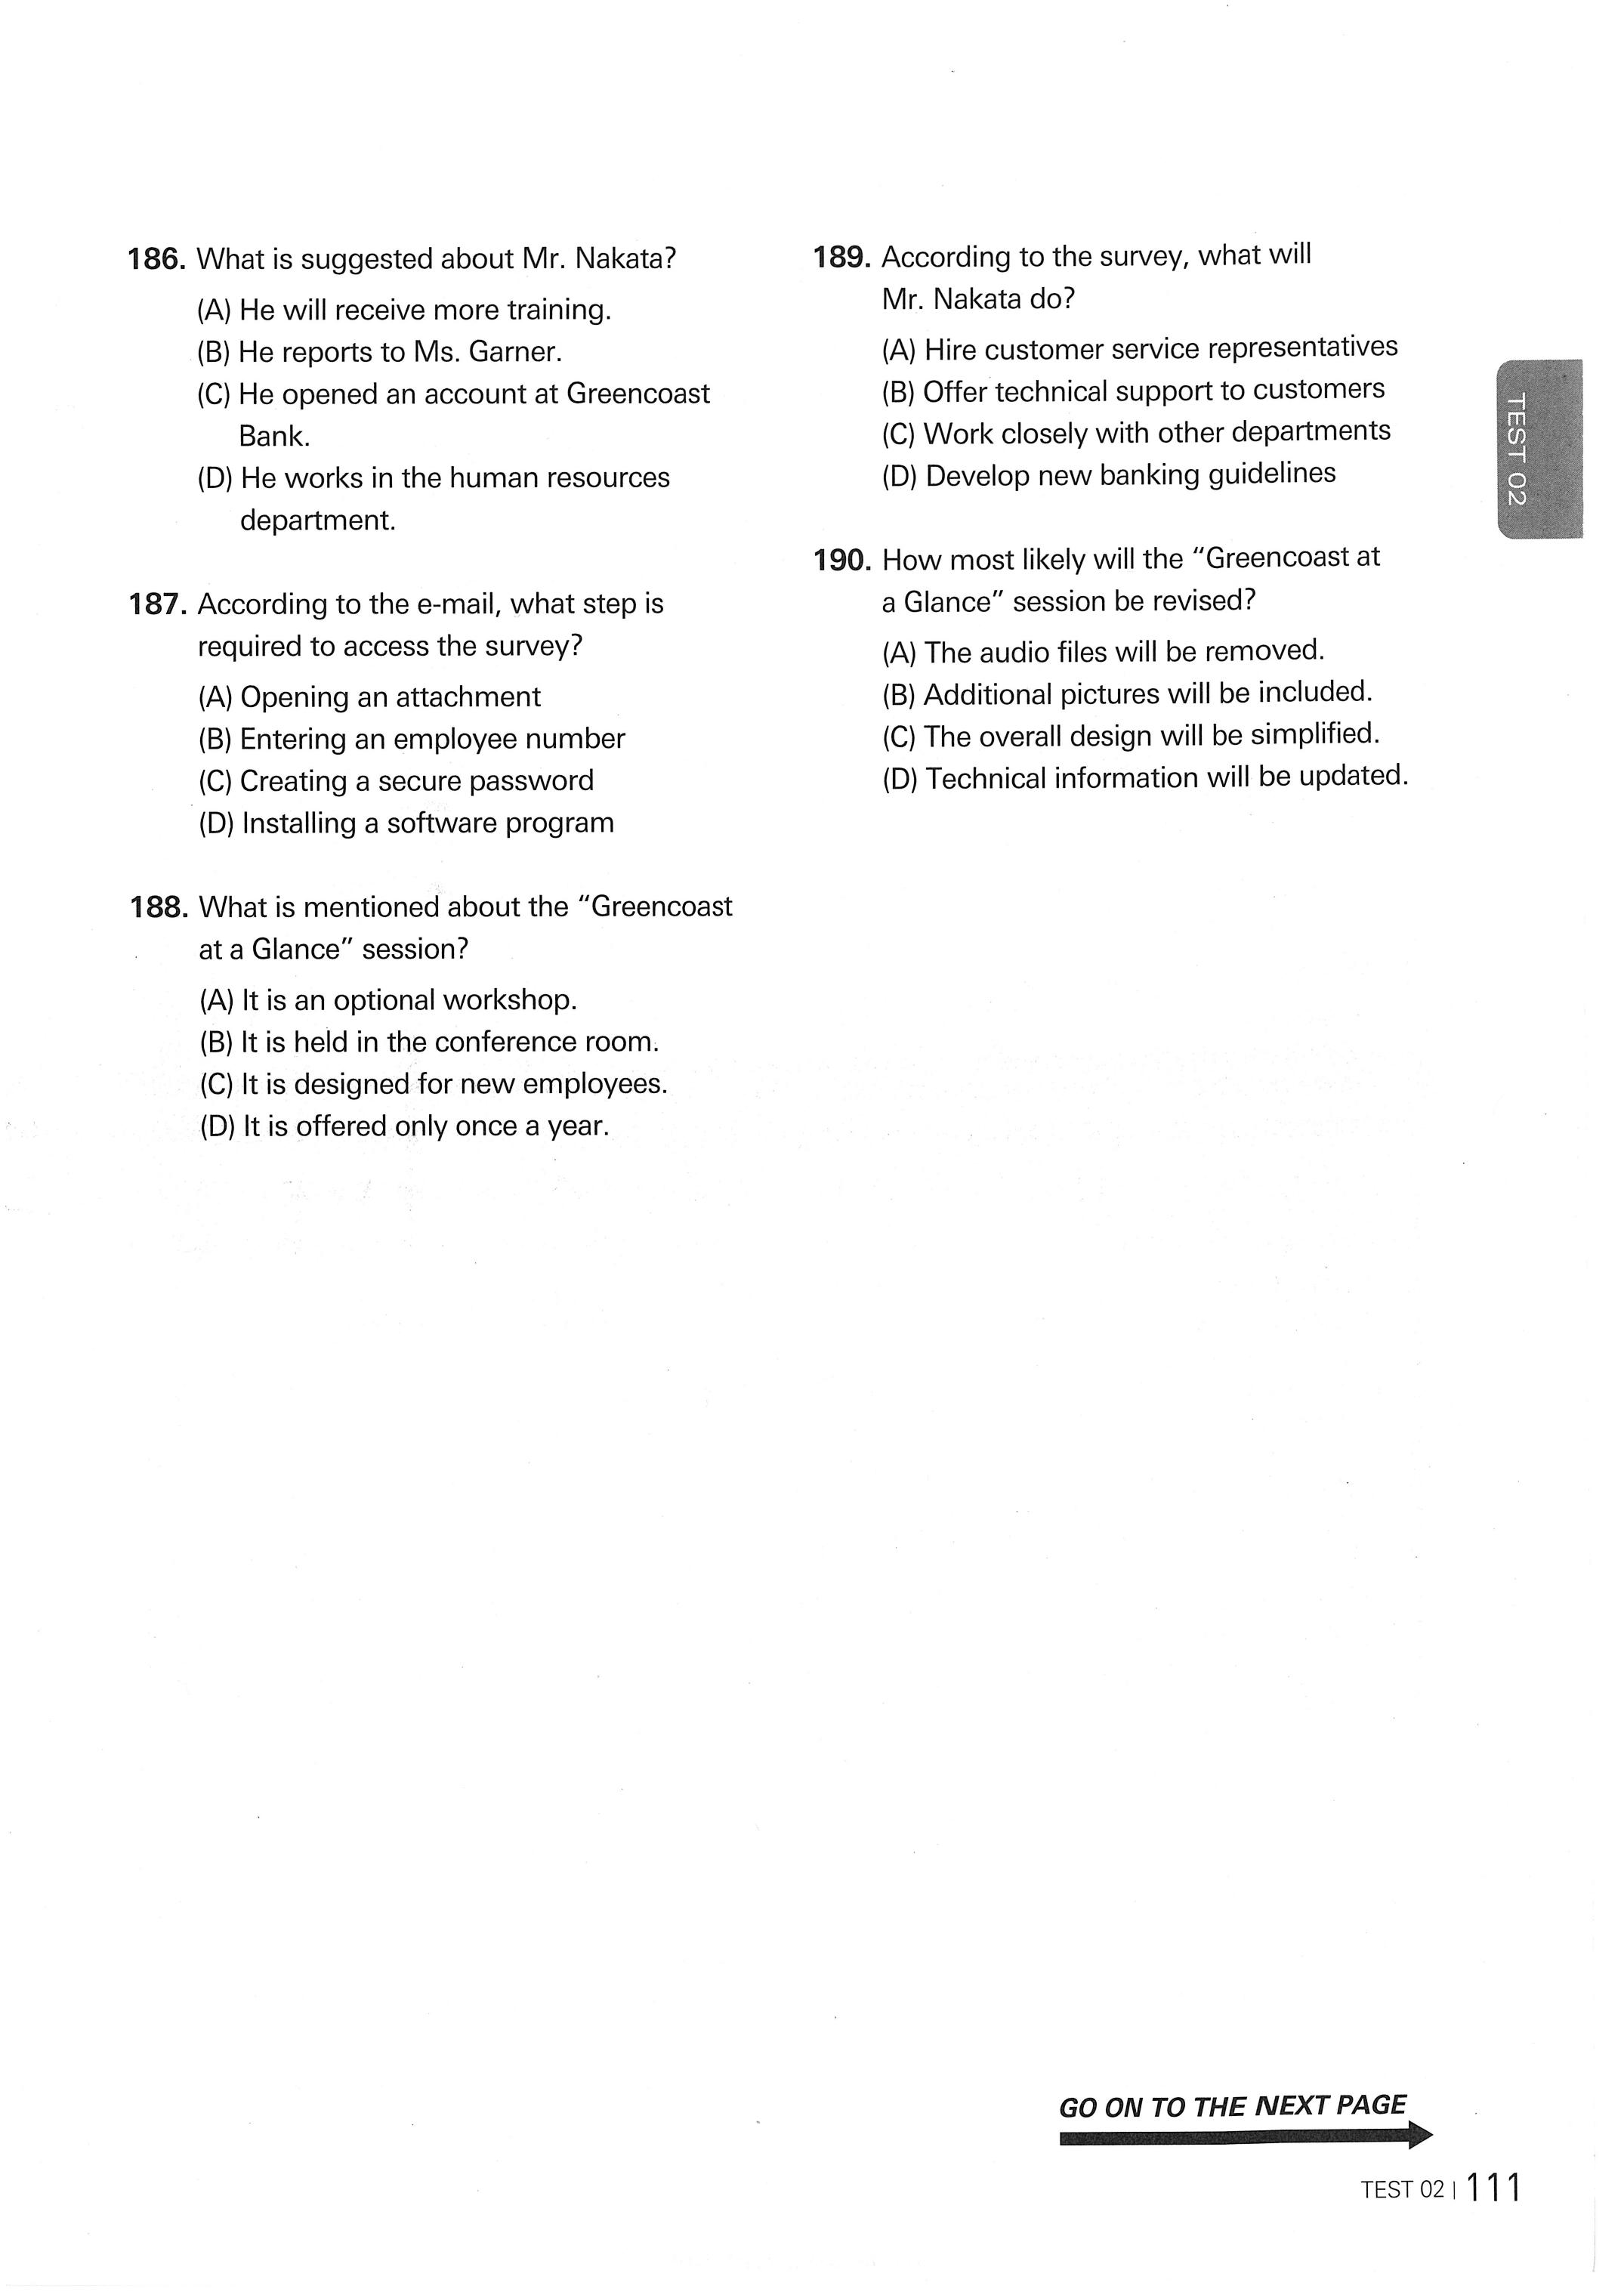 186. What is suggested about Mr. Nakata?
(A) He will receive more training.
(B) He reports to Ms. Garner.
(C) He opened an account at Greencoast
Bank.
(D) He works in the human resources
department.
187. According to the e-mail, what step is
required to access the survey?
(A) Opening an attachment
(B) Entering an employee number
(C) Creating a secure password
(D) Installing a software program
188. What is mentioned about the “Greencoast
at a Glance” session?
(A) It is an optional workshop.
(B) It is held in the conference room.
(C) It is designed for new employees.
(D) It is offered only once a year.
189. According to the survey, what will
Mr. Nakata do?
(A) Hire customer service representatives
(B) Offer technical support to customers
(C) Work closely with other departments
(D) Develop new banking guidelines
190. How most likely will the “Greencoast at
a Glance” session be revised?
(A) The audio files will be removed.
(B) Additional pictures will be included.
(C) The overall design will be simplified.
(D) Technical information will be updated.
TEST 02
GO ON TO THE NEXT PAGE
TEST 02 | 111